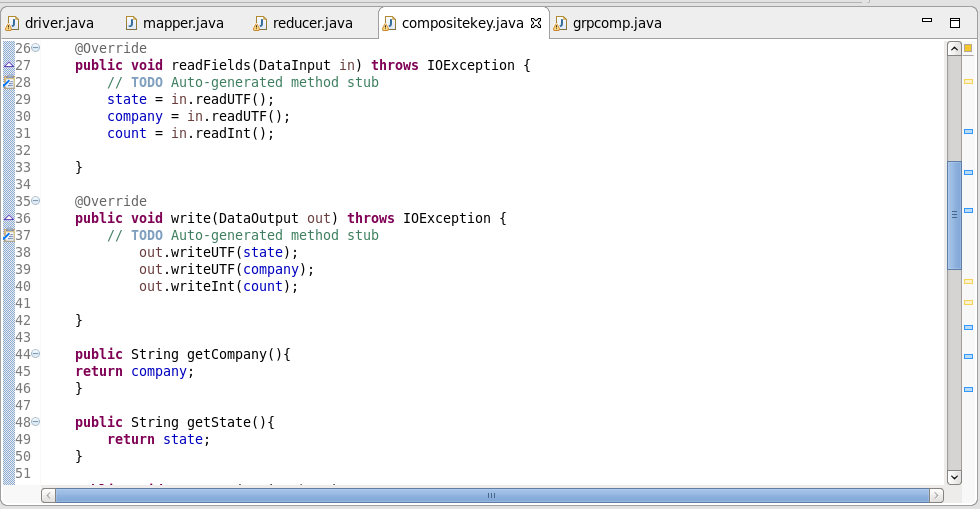 driver.java mapper.java reducer.java compositekey.java grpcomp.java
26 @Override
27 public void readFields(DataInput in) throws IOException {
28 // TODO Auto-generated method stub
29 state = in.readUTF();
30 company = in.readUTF();
31 count = in.readInt();
32
33 }
34
35 @Override
36 public void write(DataOutput out) throws IOException {
37 // TODO Auto-generated method stub
38 out.writeUTF(state);
39 out.writeUTF(company);
40 out.writeInt(count);
41
42 }
43
44 public String getCompany(){
45 return company;
46 }
47
48 public String getState(){
49 return state;
50 }
51